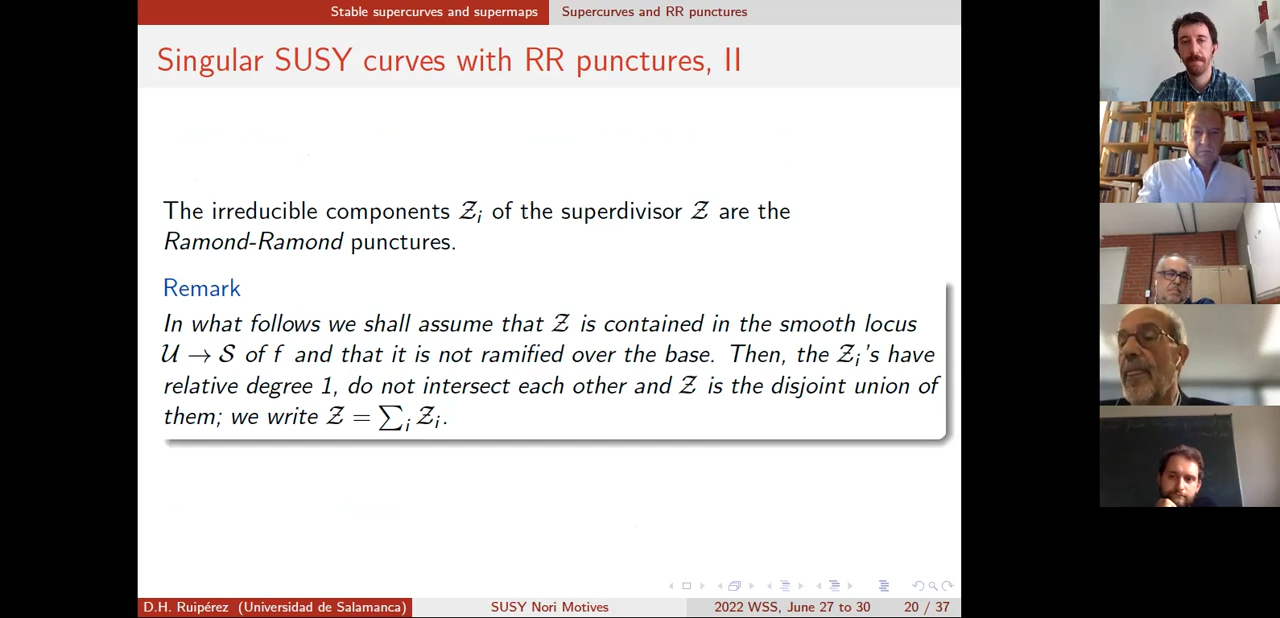 Stable supercurves and supermaps Supercurves and RR punctures
Singular SUSY curves with RR punctures, II
The irreducible components 𝒵ᵢ of the superdivisor 𝒵 are the
Ramond-Ramond punctures.
Remark
In what follows we shall assume that 𝒵 is contained in the smooth locus
𝒰 → 𝒮 of f and that it is not ramified over the base. Then, the 𝒵ᵢ's have
relative degree 1, do not intersect each other and 𝒵 is the disjoint union of
them; we write 𝒵 = ∑ᵢ 𝒵ᵢ.
D.H. Ruipérez (Universidad de Salamanca) SUSY Nori Motives 2022 WSS, June 27 to 30 20 / 37